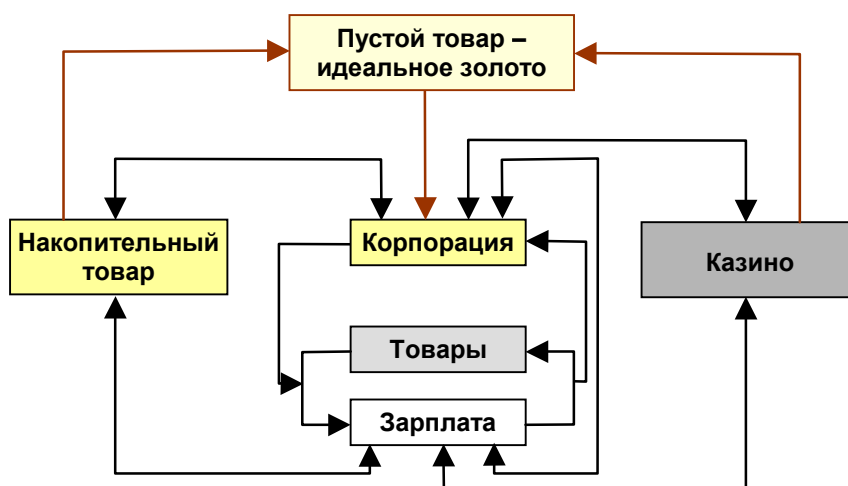 Пустой товар –
идеальное золото
Накопительный
товар
Корпорация
Казино
Товары
Зарплата